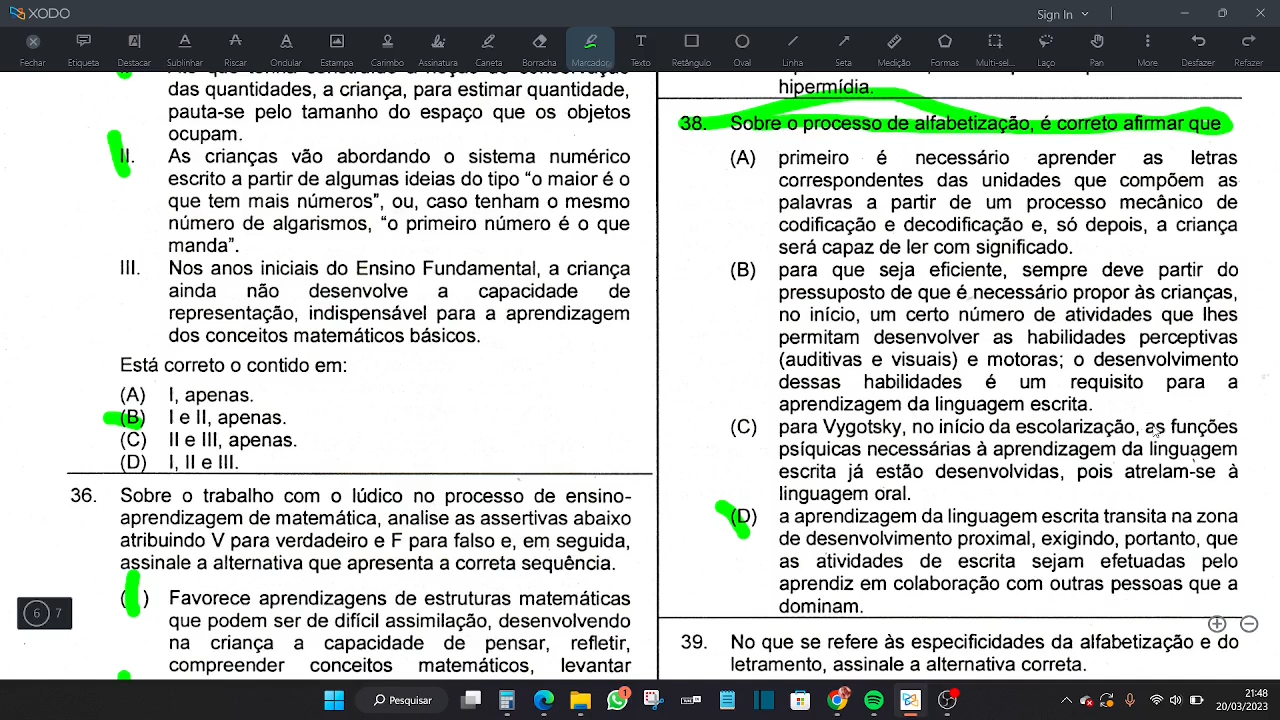 XODO
Sign In
Fechar
Etiqueta
Destacado
Sublinhar
Riscar
Ondular
Estampa
Assinatura
Caneta
Borracha
Marcador
Texto
Retângulo
Oval
Linha
Seta
Medição
Formas
Multi-sel...
Laço
Pan
Outras
Desfazer
Refazer
das quantidades, a criança, para estimar quantidade,
pauta-se pelo tamanho do espaço que os objetos
ocupam.
II. As crianças vão abordando o sistema numérico
escrito a partir de algumas ideias do tipo “o maior é o
que tem mais números”, ou, caso tenham o mesmo
número de algarismos, “o primeiro número é o que
manda”.
III. Nos anos iniciais do Ensino Fundamental, a criança
ainda não desenvolve a capacidade de
representação, indispensável para a aprendizagem
dos conceitos matemáticos básicos.
Está correto o contido em:
(A) I, apenas.
(B) I e II, apenas.
(C) II e III, apenas.
(D) I, II e III.
36. Sobre o trabalho com o lúdico no processo de ensino-
aprendizagem de matemática, analise as assertivas abaixo
atribuindo V para verdadeiro e F para falso e, em seguida,
assinale a alternativa que apresenta a correta sequência.
( ) Favorece aprendizagens de estruturas matemáticas
que podem ser de difícil assimilação, desenvolvendo
na criança a capacidade de pensar, refletir,
compreender conceitos matemáticos, levantar
hipermídia.
38. Sobre o processo de alfabetização, é correto afirmar que
(A) primeiro é necessário aprender as letras
correspondentes das unidades que compõem as
palavras a partir de um processo mecânico de
codificação e decodificação e, só depois, a criança
será capaz de ler com significado.
(B) para que seja eficiente, sempre deve partir do
pressuposto de que é necessário propor às crianças,
no início, um certo número de atividades que lhes
permitam desenvolver as habilidades perceptivas
(auditivas e visuais) e motoras; o desenvolvimento
dessas habilidades é um requisito para a
aprendizagem da linguagem escrita.
(C) para Vygotsky, no início da escolarização, as funções
psíquicas necessárias à aprendizagem da linguagem
escrita já estão desenvolvidas, pois atrelam-se à
linguagem oral.
(D) a aprendizagem da linguagem escrita transita na zona
de desenvolvimento proximal, exigindo, portanto, que
as atividades de escrita sejam efetuadas pelo
aprendiz em colaboração com outras pessoas que a
dominam.
39. No que se refere às especificidades da alfabetização e do
letramento, assinale a alternativa correta.
6 7
Pesquisar
1
21:48
20/03/2023